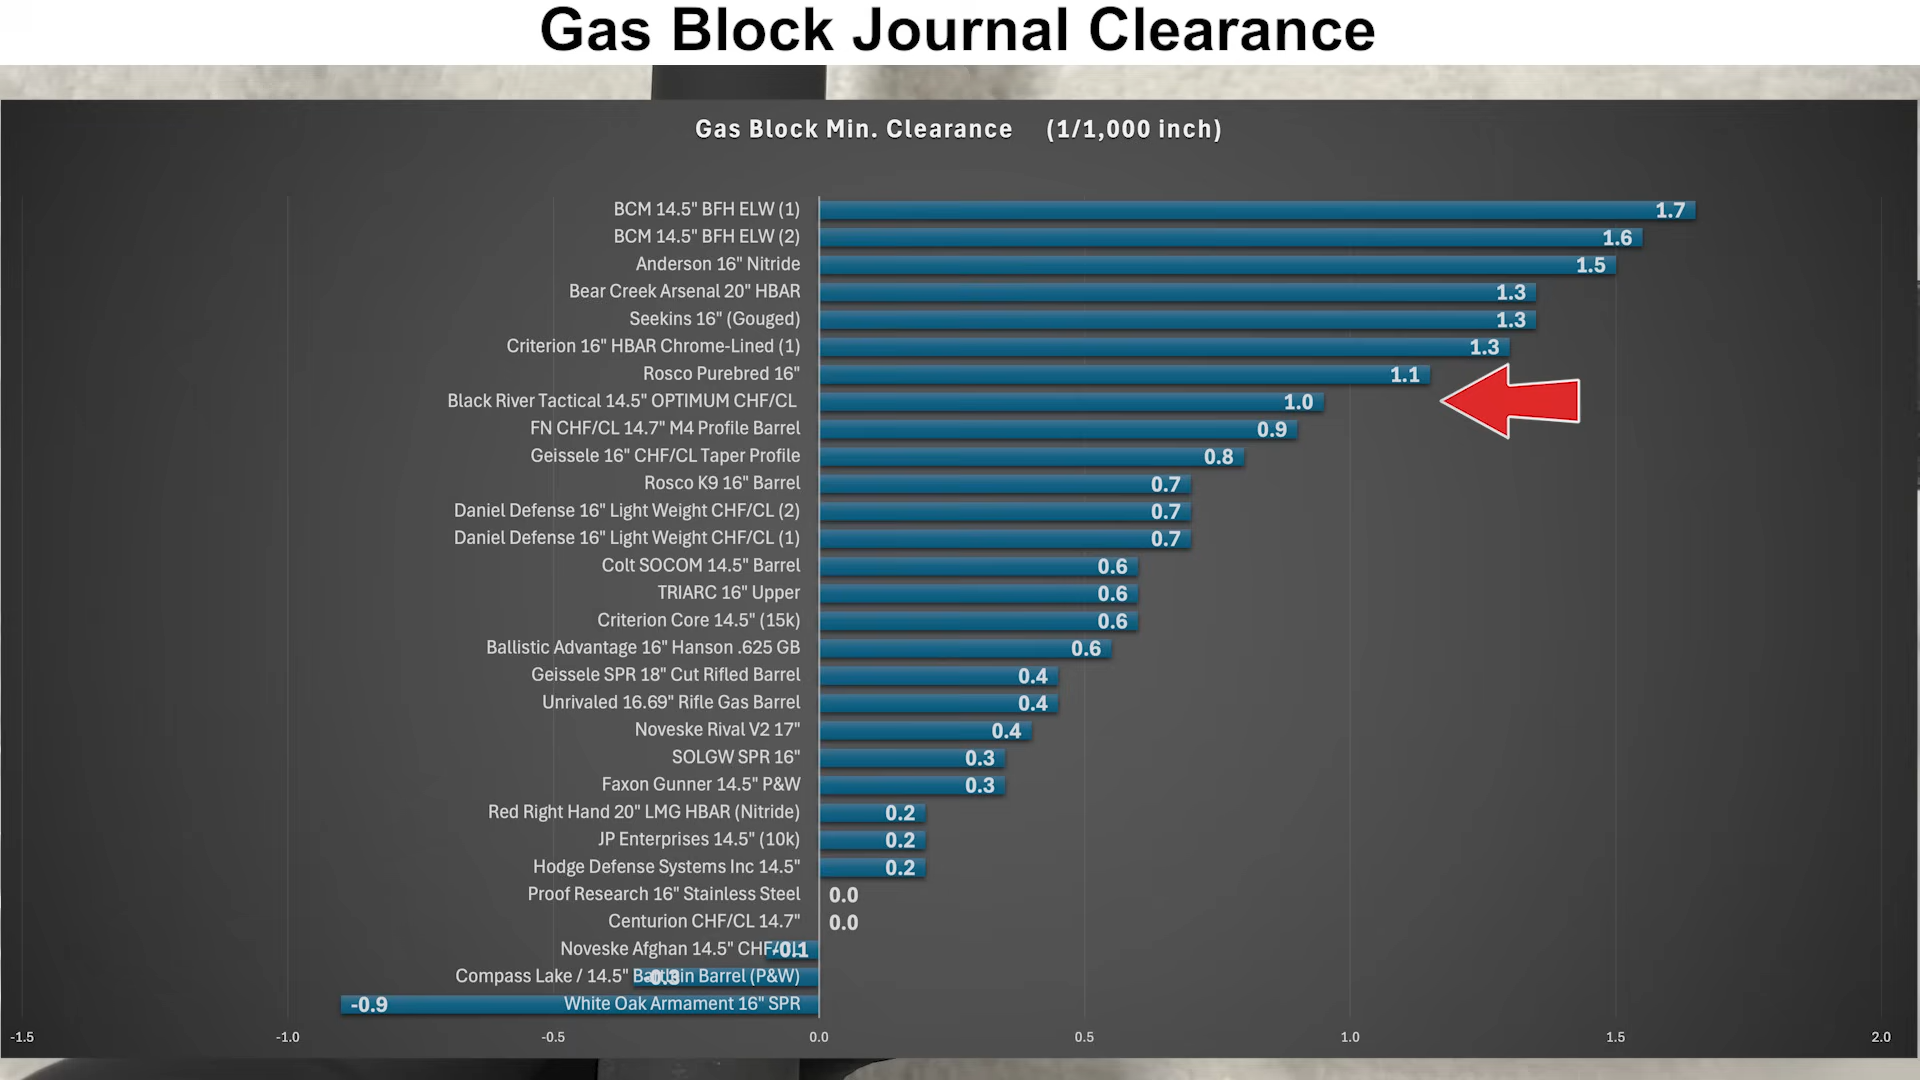 Gas Block Journal Clearance
Gas Block Min. Clearance (1/1,000 inch)
BCM 14.5" BFH ELW (1) 1.7
BCM 14.5" BFH ELW (2) 1.6
Anderson 16" Nitride 1.5
Bear Creek Arsenal 20" HBAR 1.3
Seekins 16" (Gouged) 1.3
Criterion 16" HBAR Chrome-Lined (1) 1.3
Rosco Purebred 16" 1.1
Black River Tactical 14.5" OPTIMUM CHF/CL 1.0
FN CHF/CL 14.7" M4 Profile Barrel 0.9
Geissele 16" CHF/CL Taper Profile 0.8
Rosco K9 16" Barrel 0.7
Daniel Defense 16" Light Weight CHF/CL (2) 0.7
Daniel Defense 16" Light Weight CHF/CL (1) 0.7
Colt SOCOM 14.5" Barrel 0.6
TRIARC 16" Upper 0.6
Criterion Core 14.5" (15k) 0.6
Ballistic Advantage 16" Hanson .625 GB 0.6
Geissele SPR 18" Cut Rifled Barrel 0.4
Unrivaled 16.69" Rifle Gas Barrel 0.4
Noveske Rival V2 17" 0.4
SOLGW SPR 16" 0.3
Faxon Gunner 14.5" P&W 0.3
Red Right Hand 20" LMG HBAR (Nitride) 0.2
JP Enterprises 14.5" (10k) 0.2
Hodge Defense Systems Inc 14.5" 0.2
Proof Research 16" Stainless Steel 0.0
Centurion CHF/CL 14.7" 0.0
Noveske Afghan 14.5" CHF/CL -0.1
Compass Lake / 14.5" Barrel (P&W) -0.3
-0.9 White Oak Armament 16" SPR
-1.5 -1.0 -0.5 0.0 0.5 1.0 1.5 2.0